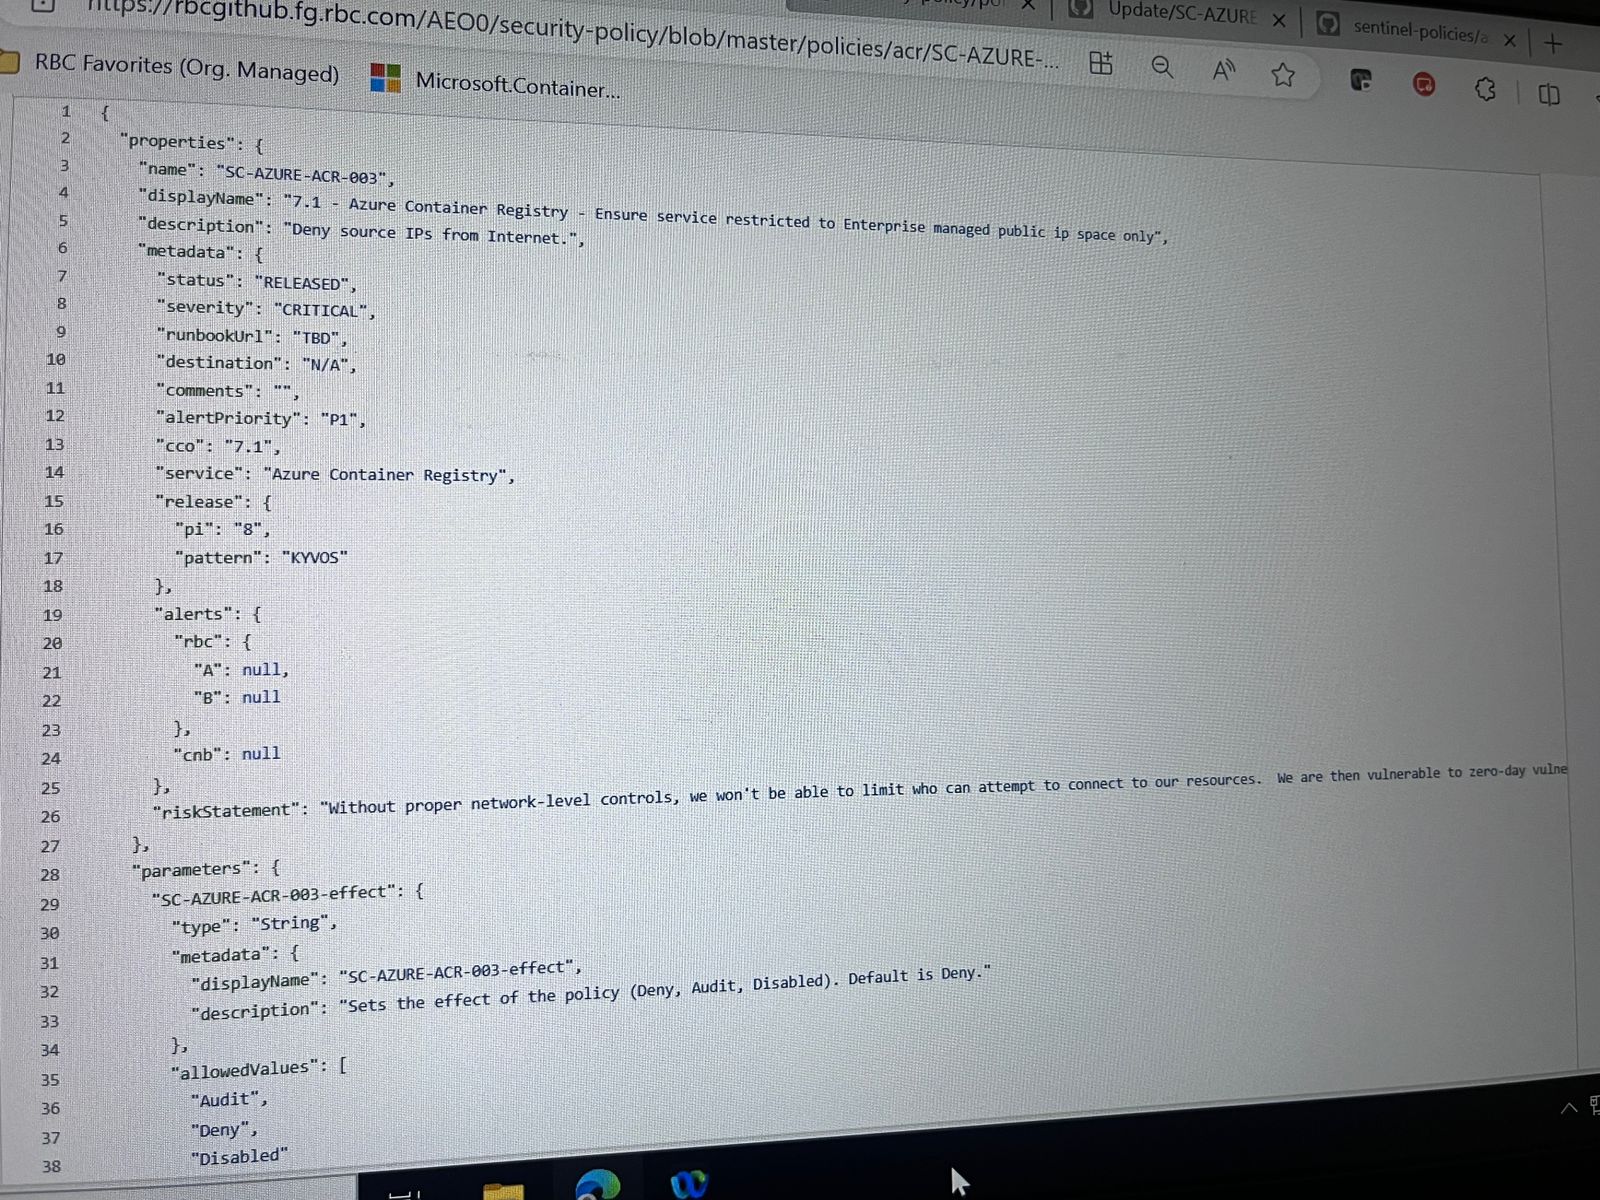 https://rbcgithub.fg.rbc.com/AEO0/security-policy/blob/master/policies/acr/SC-AZURE-...
Update/SC-AZURE
sentinel-policies/a
RBC Favorites (Org. Managed)
Microsoft.Container...
1 {
2 "properties": {
3 "name": "SC-AZURE-ACR-003",
4 "displayName": "7.1 - Azure Container Registry - Ensure service restricted to Enterprise managed public ip space only",
5 "description": "Deny source IPs from Internet.",
6 "metadata": {
7 "status": "RELEASED",
8 "severity": "CRITICAL",
9 "runbookUrl": "TBD",
10 "destination": "N/A",
11 "comments": "",
12 "alertPriority": "P1",
13 "cco": "7.1",
14 "service": "Azure Container Registry",
15 "release": {
16 "pi": "8",
17 "pattern": "KYVOS"
18 },
19 "alerts": {
20 "rbc": {
21 "A": null,
22 "B": null
23 },
24 "cnb": null
25 },
26 "riskStatement": "Without proper network-level controls, we won't be able to limit who can attempt to connect to our resources. We are then vulnerable to zero-day vulne
27 },
28 "parameters": {
29 "SC-AZURE-ACR-003-effect": {
30 "type": "String",
31 "metadata": {
32 "displayName": "SC-AZURE-ACR-003-effect",
33 "description": "Sets the effect of the policy (Deny, Audit, Disabled). Default is Deny."
34 },
35 "allowedValues": [
36 "Audit",
37 "Deny",
38 "Disabled"